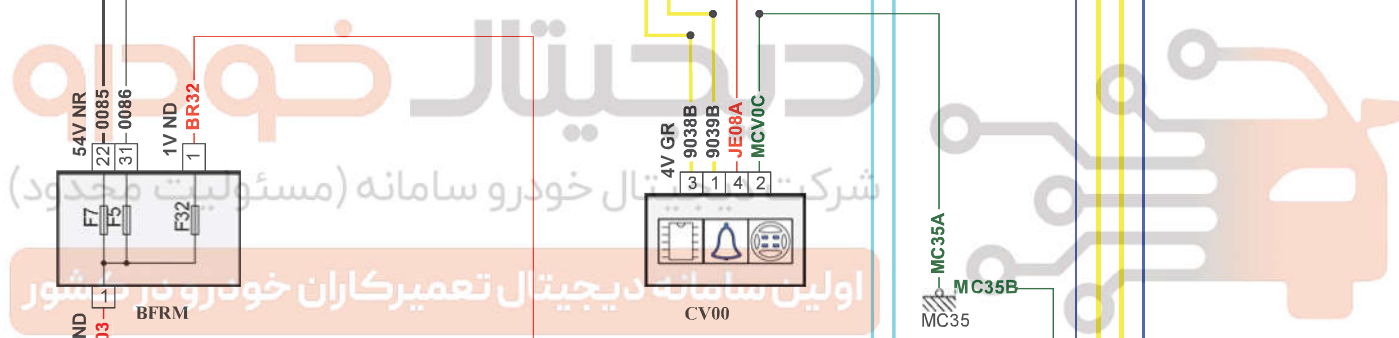 دیجیتال خودرو
شرکت دیجیتال خودرو سامانه (مسئولیت محدود)
اولین سامانه دیجیتال تعمیرکاران خودرو در کشور
54V NR
0085
0086
1V ND
BR32
22
31
1
F7
F5
F32
1
BFRM
ND
03
4V GR
9038B
9039B
JE08A
MCV0C
3
1
4
2
CV00
MC35A
MC35B
MC35